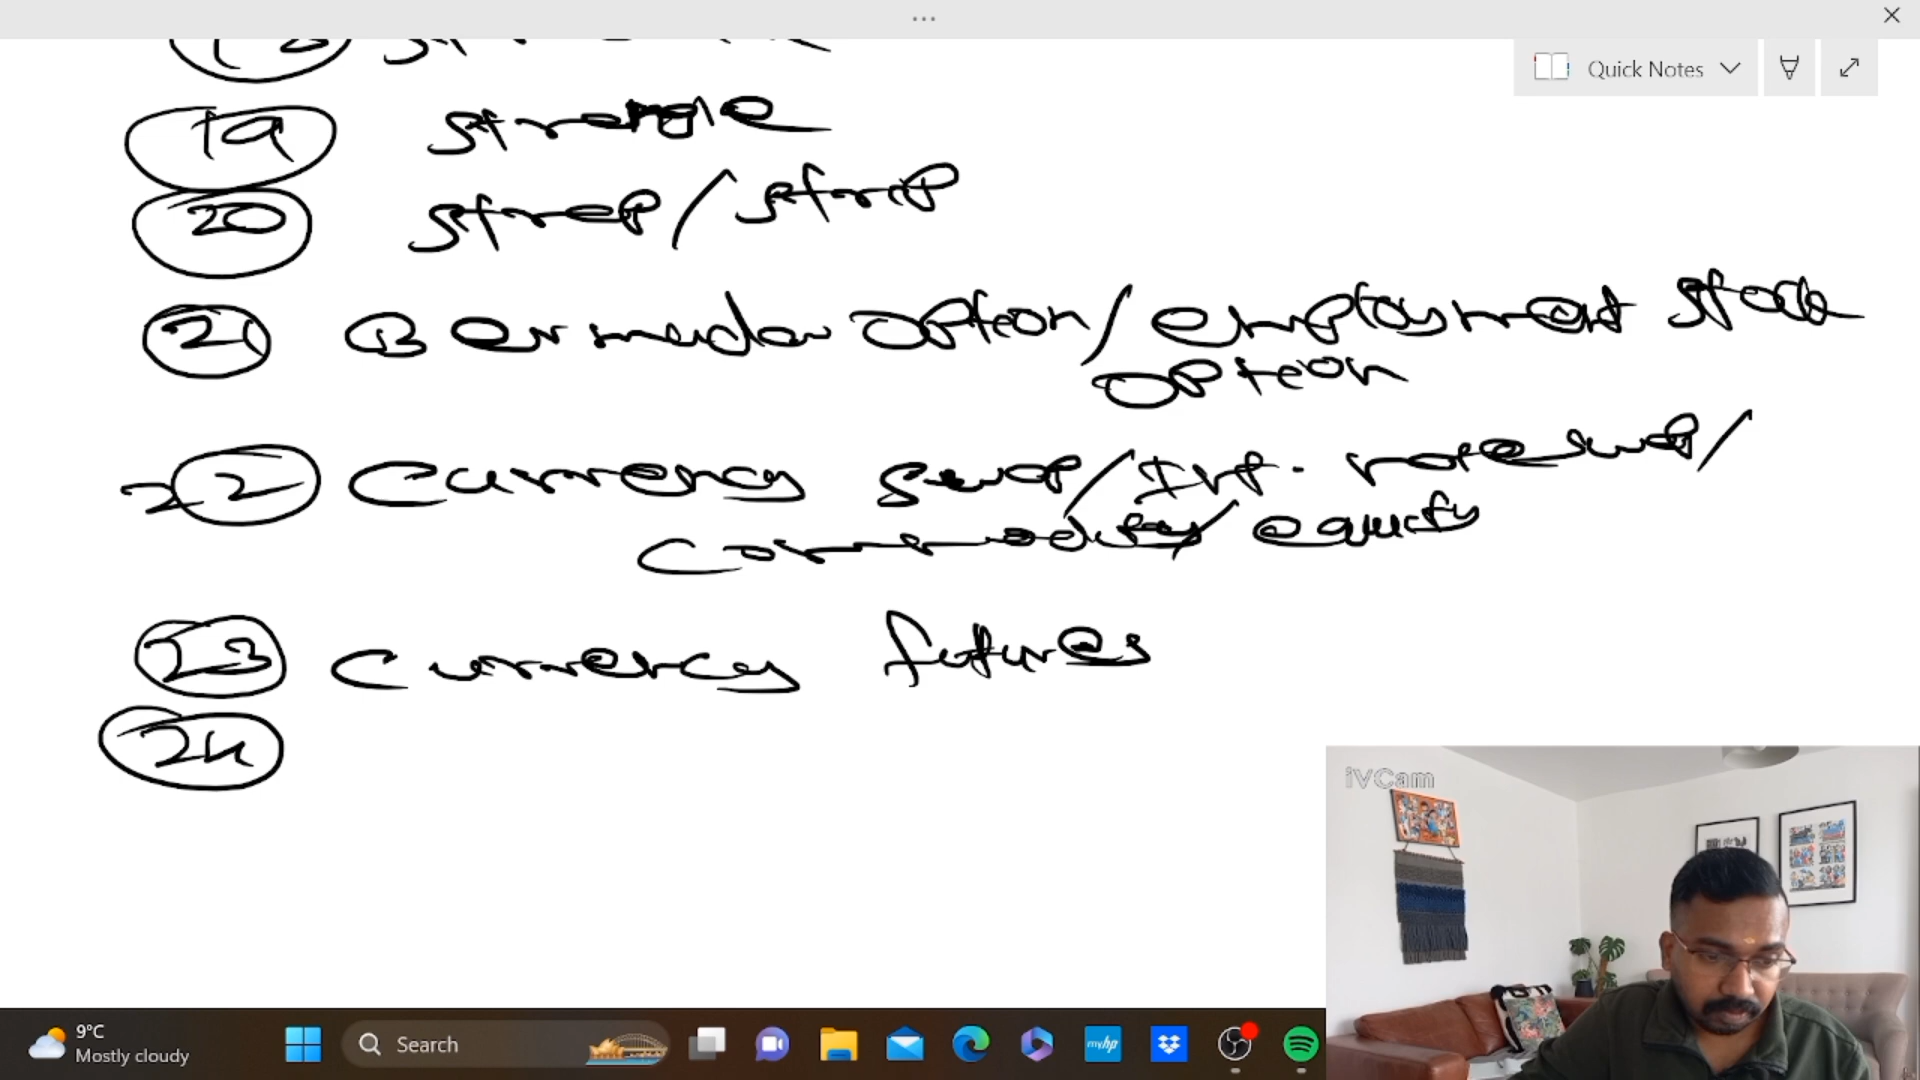 ...
Quick Notes
19 strangle
20 strap/strip
21 Bermudan option/employment stock
option
22 Currency swap/Int. rate swap/
Commodity/equity
23 Currency futures
24
iVCam
9°C
Mostly cloudy
Search
myhp